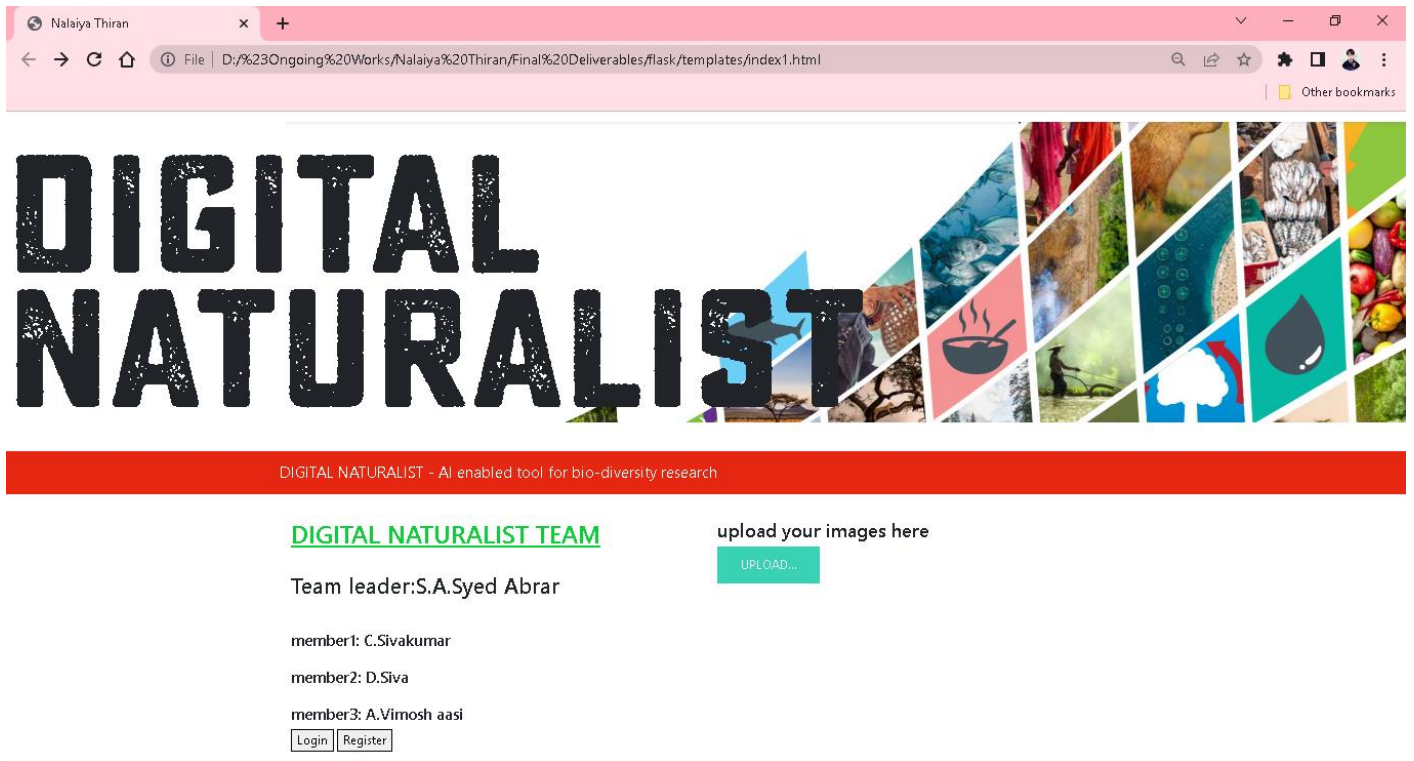 Nalaiya Thiran
File | D:/%23Ongoing%20Works/Nalaiya%20Thiran/Final%20Deliverables/flask/templates/index1.html
Other bookmarks
DIGITAL
NATURALIST
DIGITAL NATURALIST - AI enabled tool for bio-diversity research
DIGITAL NATURALIST TEAM
upload your images here
UPLOAD...
Team leader:S.A.Syed Abrar
member1: C.Sivakumar
member2: D.Siva
member3: A.Vimosh aasi
Login Register